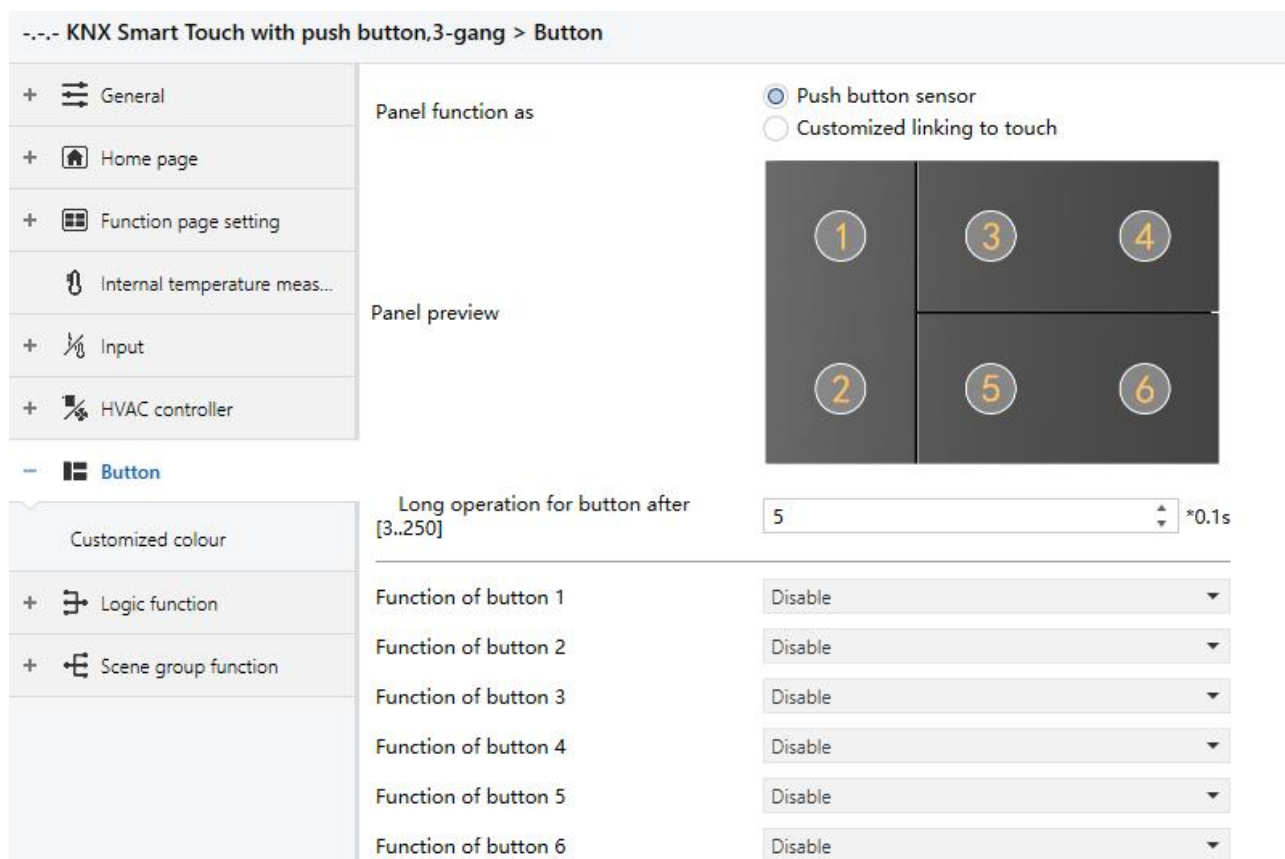 -.-.- KNX Smart Touch with push button,3-gang > Button
+ General
+ Home page
+ Function page setting
Internal temperature meas...
+ Input
+ HVAC controller
− Button
Customized colour
+ Logic function
+ Scene group function
Panel function as
Push button sensor
Customized linking to touch
Panel preview
1 3 4
2 5 6
Long operation for button after
[3..250]
5 *0.1s
Function of button 1 Disable
Function of button 2 Disable
Function of button 3 Disable
Function of button 4 Disable
Function of button 5 Disable
Function of button 6 Disable